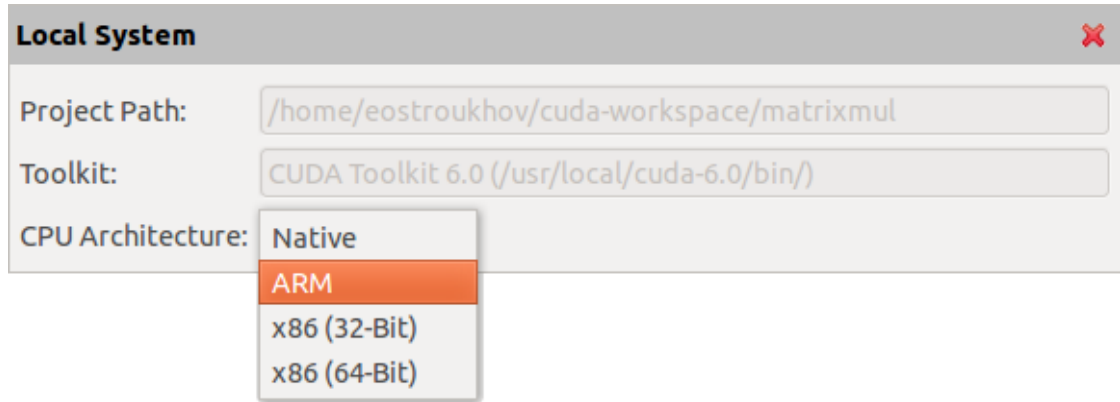 Local System
Project Path: /home/eostroukhov/cuda-workspace/matrixmul
Toolkit: CUDA Toolkit 6.0 (/usr/local/cuda-6.0/bin/)
CPU Architecture: Native
ARM
x86 (32-Bit)
x86 (64-Bit)